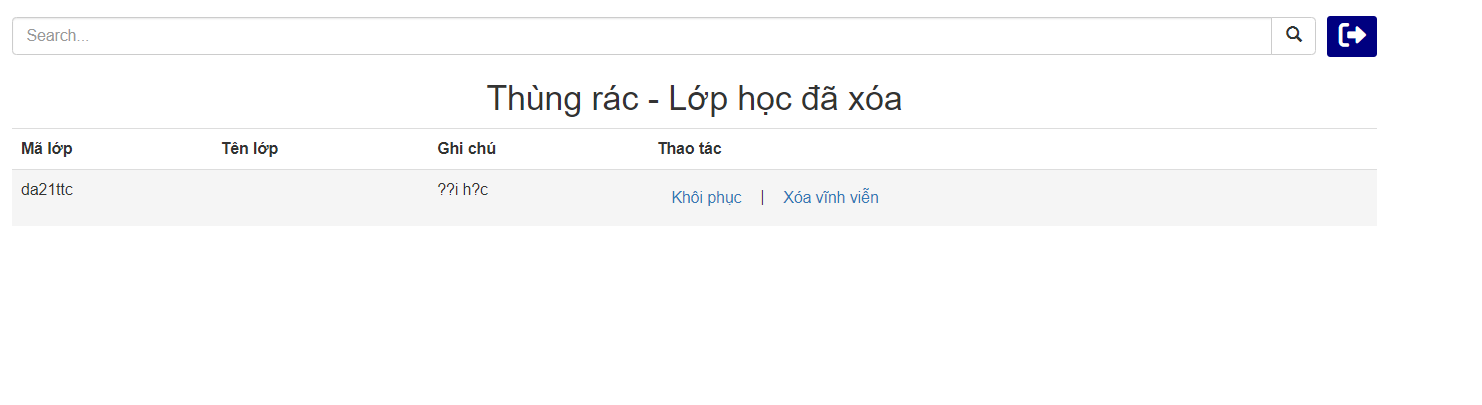 Search...
Thùng rác - Lớp học đã xóa
Mã lớp Tên lớp Ghi chú Thao tác
da21ttc ??i h?c Khôi phục | Xóa vĩnh viễn